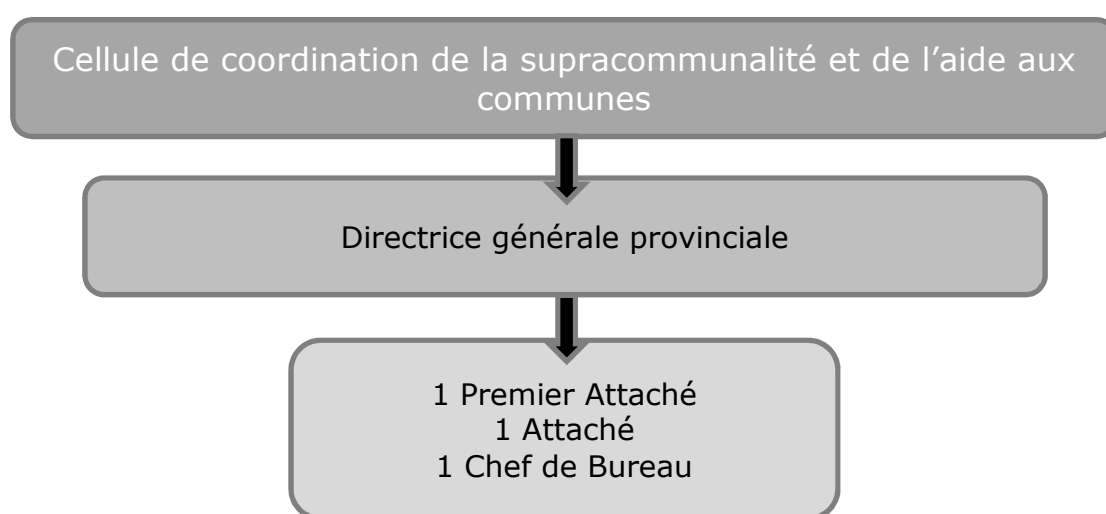 Cellule de coordination de la supracommunalité et de l’aide aux
communes
Directrice générale provinciale
1 Premier Attaché
1 Attaché
1 Chef de Bureau